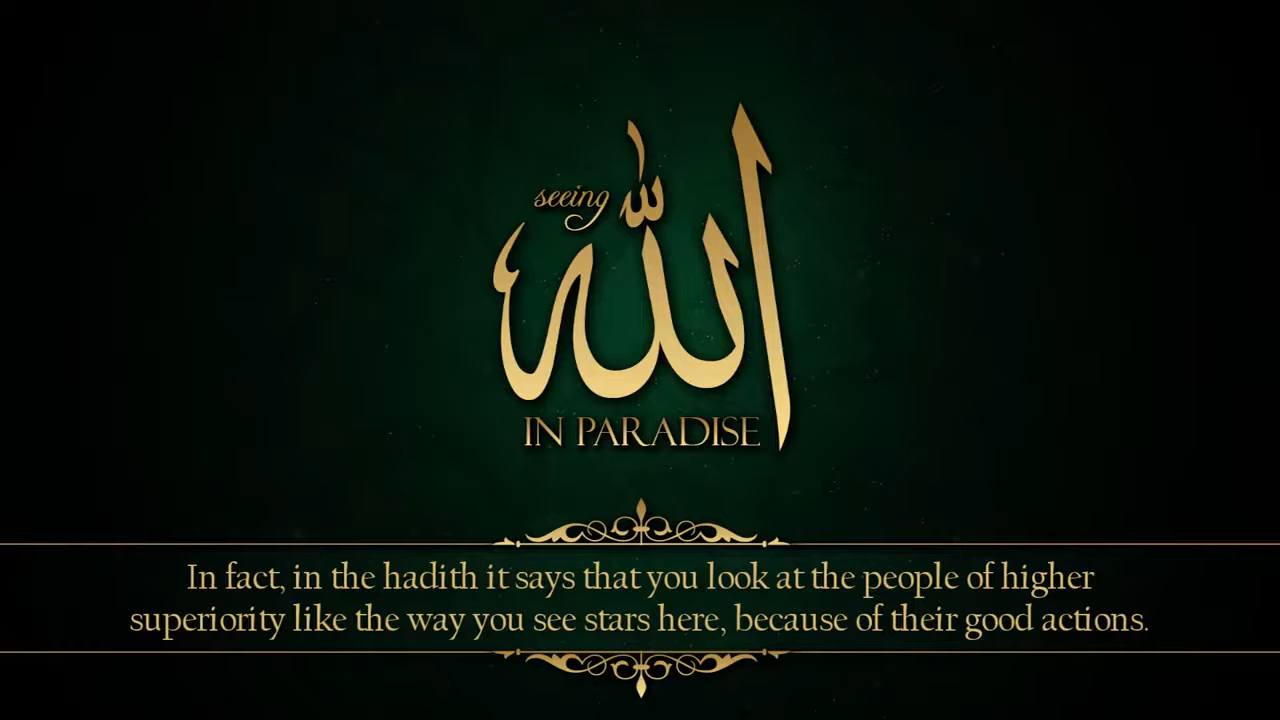 seeing
الله
IN PARADISE
In fact, in the hadith it says that you look at the people of higher
superiority like the way you see stars here, because of their good actions.